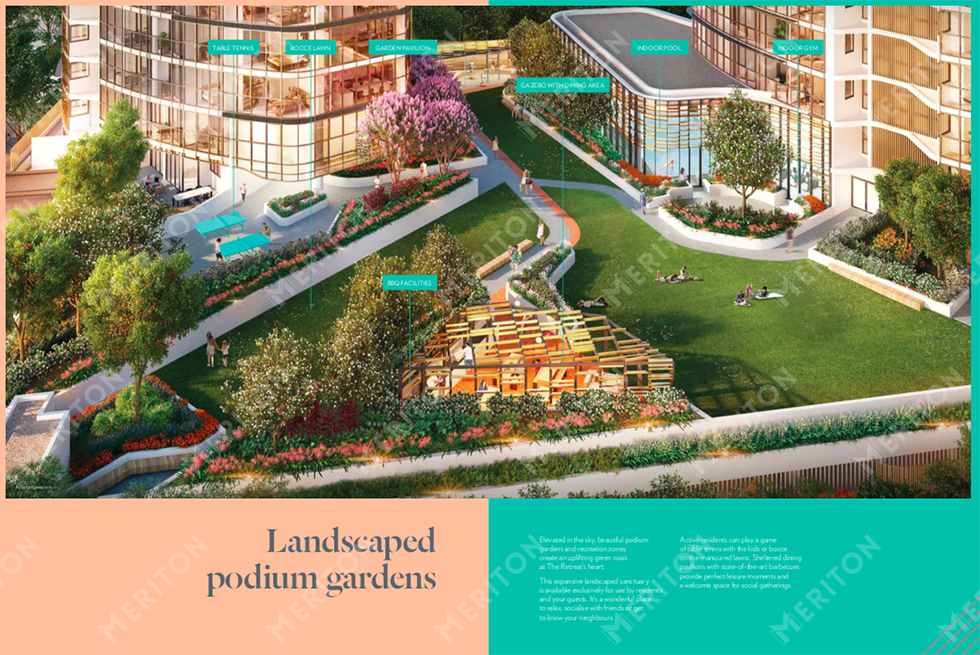 TABLE TENNIS
BOCCE LAWN
GARDEN PAVILION
INDOOR POOL
INDOOR GYM
GAZEBO WITH DINING AREA
BBQ FACILITIES
Landscaped
podium gardens
Elevated in the sky, beautiful podium
gardens and recreation zones
create an uplifting green oasis
at The Retreat's heart.
This expansive landscaped sanctuary
is available exclusively for use by residents
and your guests. It's a wonderful place
to relax, socialise with friends or get
to know your neighbours.
Active residents can play a game
of table tennis with the kids or bocce
on the manicured lawns. Sheltered dining
pavilions with state-of-the-art barbecues
provide perfect leisure moments and
a welcome space for social gatherings.
MERITON